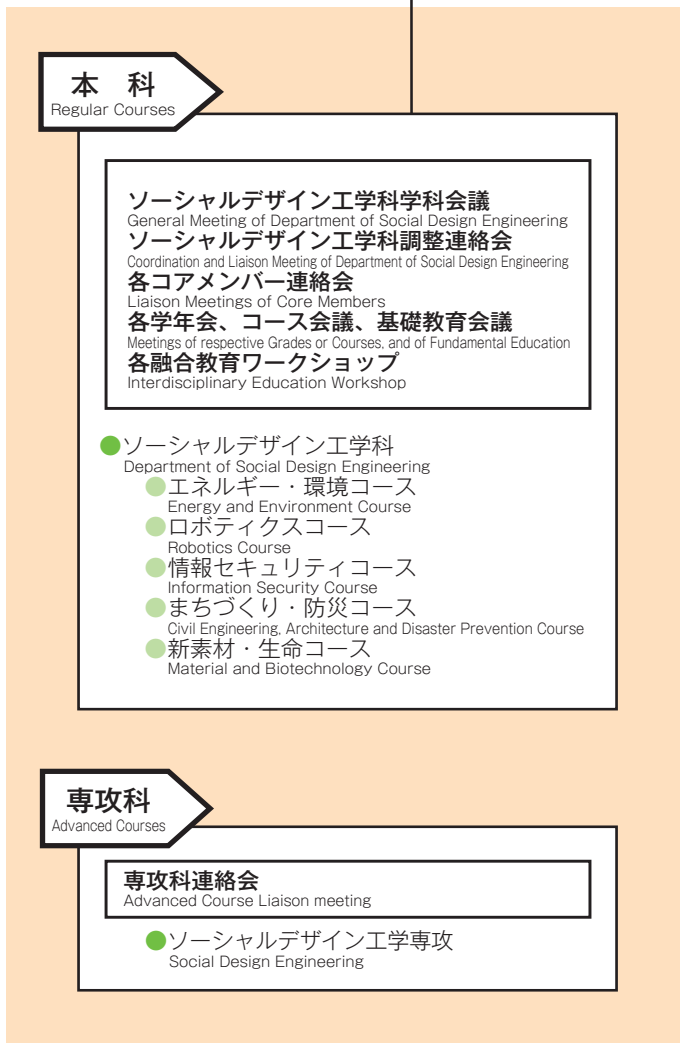 本　科
Regular Courses
ソーシャルデザイン工学科学科会議
General Meeting of Department of Social Design Engineering
ソーシャルデザイン工学科調整連絡会
Coordination and Liaison Meeting of Department of Social Design Engineering
各コアメンバー連絡会
Liaison Meetings of Core Members
各学年会、コース会議、基礎教育会議
Meetings of respective Grades or Courses, and of Fundamental Education
各融合教育ワークショップ
Interdisciplinary Education Workshop
●ソーシャルデザイン工学科
Department of Social Design Engineering
●エネルギー・環境コース
Energy and Environment Course
●ロボティクスコース
Robotics Course
●情報セキュリティコース
Information Security Course
●まちづくり・防災コース
Civil Engineering, Architecture and Disaster Prevention Course
●新素材・生命コース
Material and Biotechnology Course
専攻科
Advanced Courses
専攻科連絡会
Advanced Course Liaison meeting
●ソーシャルデザイン工学専攻
Social Design Engineering